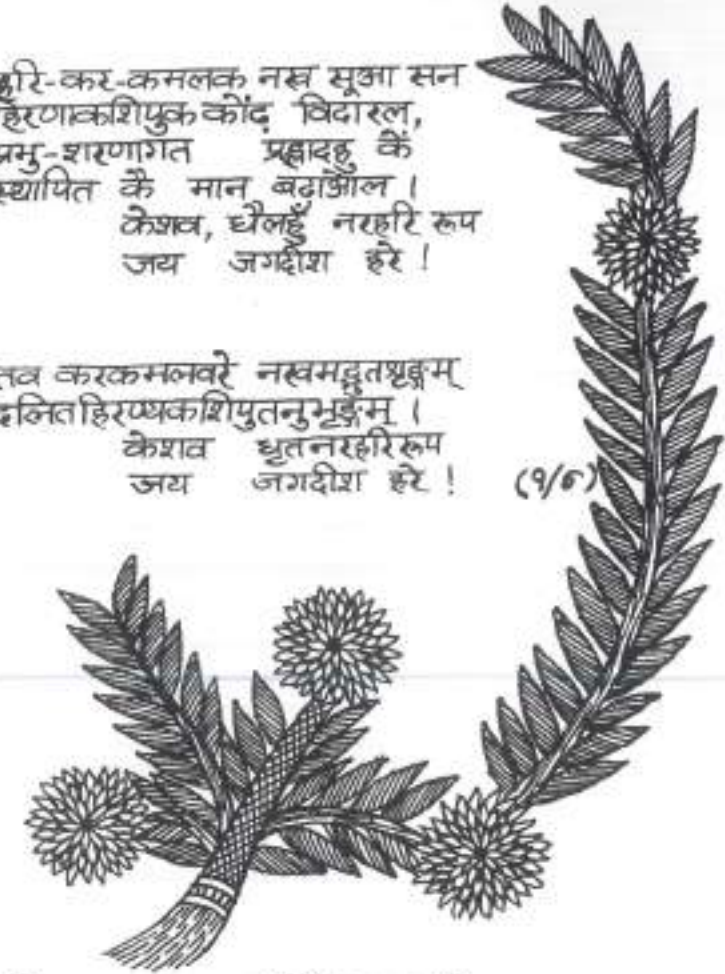 हरि-कर-कमलक नख सूआ सन
हिरणाकशिपुक कोंढ़ विदारल,
प्रभु-शरणागत प्रह्लादहु कें
स्थापित कै मान बढ़ाओल ।
केशव, धैलहुँ नरहरि रूप
जय जगदीश हरे !
तव करकमलवरे नखमद्भुतशृङ्गम्
दलितहिरण्यकशिपुतनुभृङ्गम् ।
केशव धृतनरहरिरूप
जय जगदीश हरे ! (१/८)